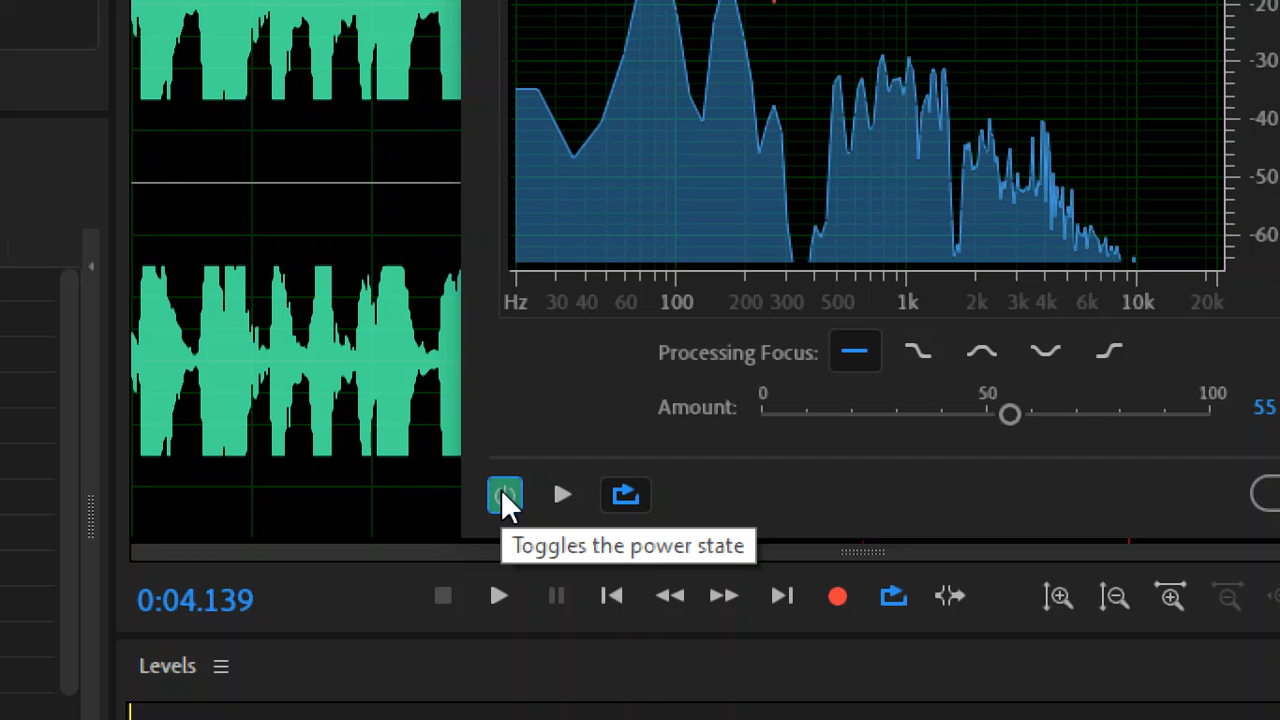 -20
-30
-40
-50
-60
Hz 30 40 60 100 200 300 500 1k 2k 3k 4k 6k 10k 20k
Processing Focus:
0 50 100
Amount: 55
Toggles the power state
0:04.139
Levels